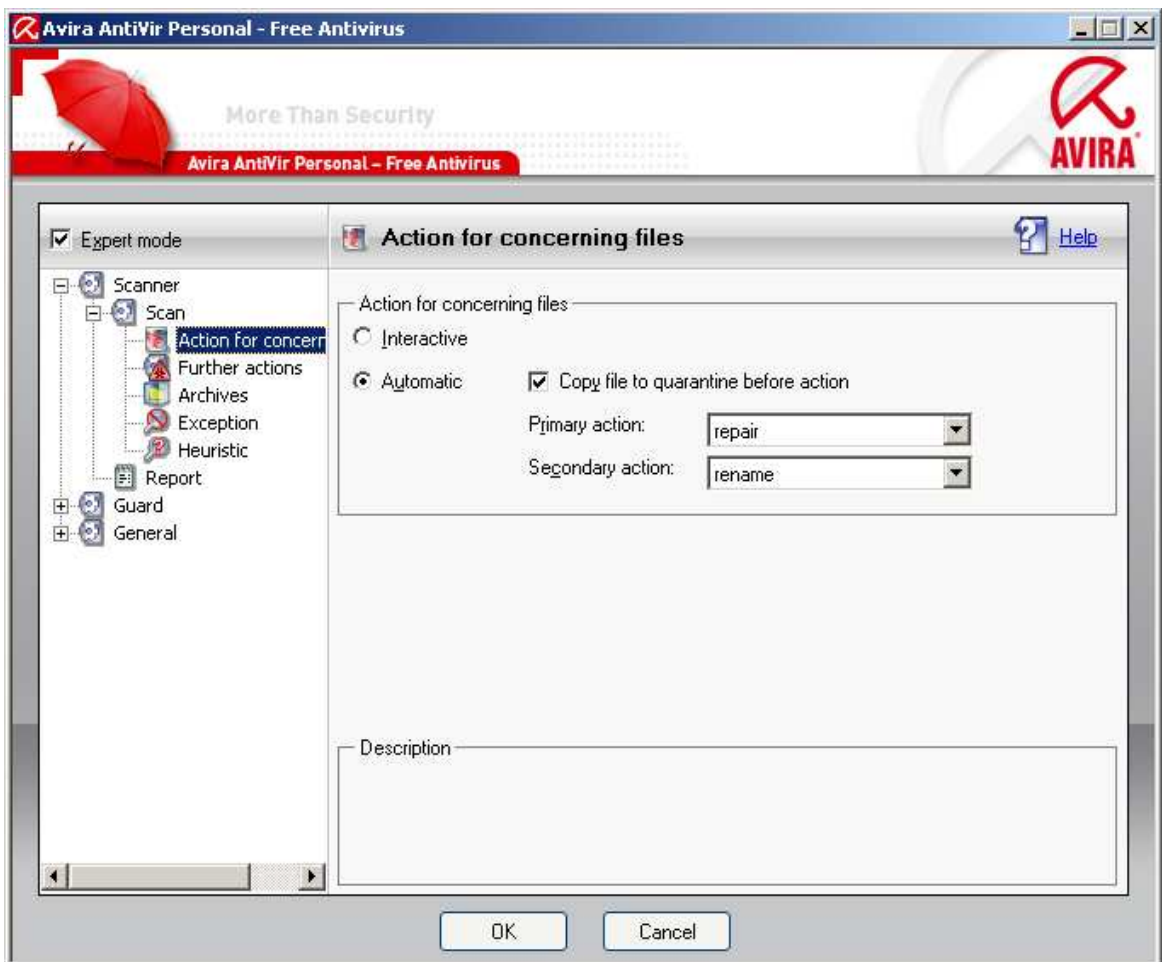 Avira AntiVir Personal - Free Antivirus
More Than Security
Avira AntiVir Personal – Free Antivirus
AVIRA
Expert mode
Action for concerning files
Help
Scanner
Scan
Action for concern
Further actions
Archives
Exception
Heuristic
Report
Guard
General
Action for concerning files
Interactive
Automatic
Copy file to quarantine before action
Primary action:
repair
Secondary action:
rename
Description
OK
Cancel